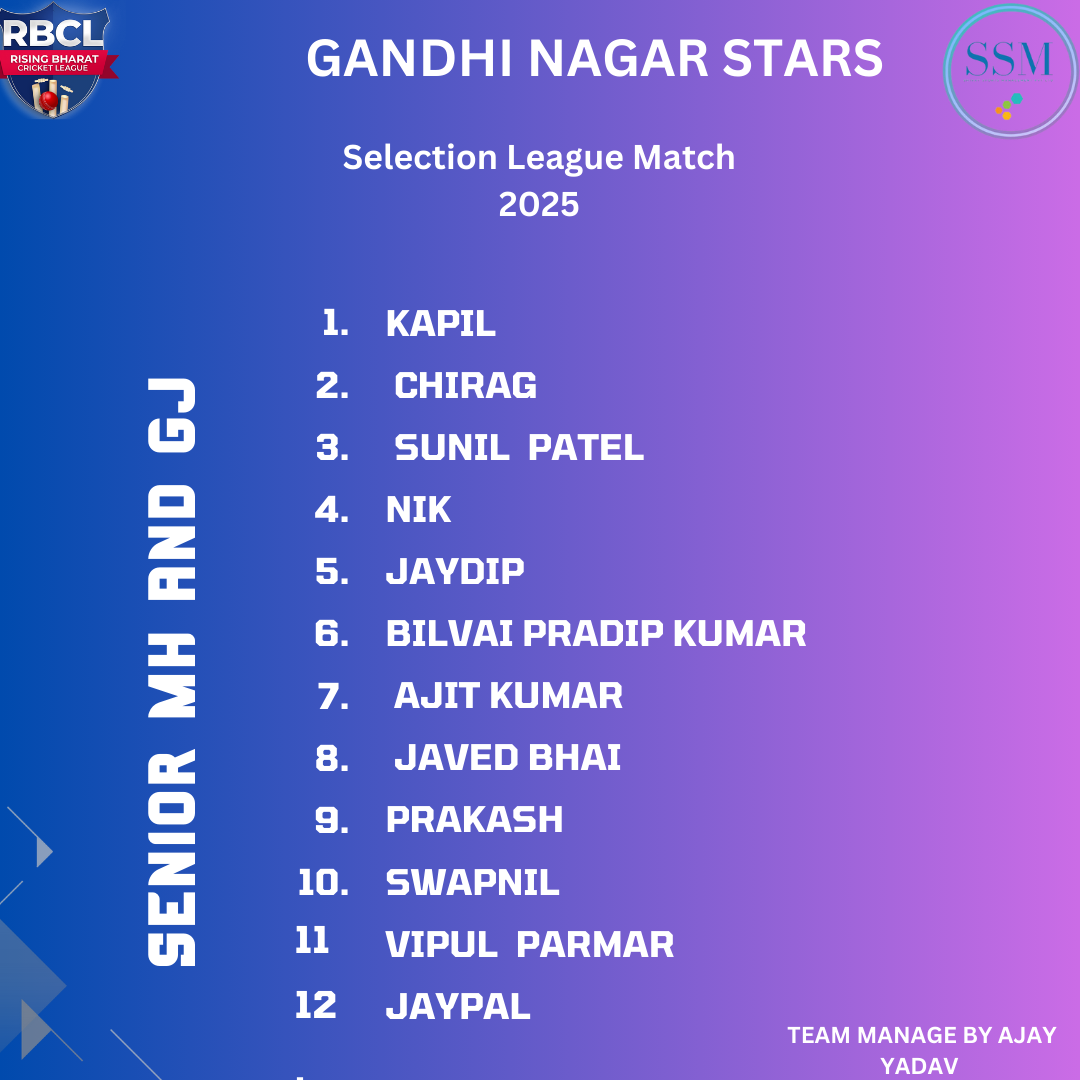 RBCL
RISING BHARAT
CRICKET LEAGUE
GANDHI NAGAR STARS
SSM
Selection League Match
2025
SENIOR MH AND GJ
1. KAPIL
2. CHIRAG
3. SUNIL PATEL
4. NIK
5. JAYDIP
6. BILVAI PRADIP KUMAR
7. AJIT KUMAR
8. JAVED BHAI
9. PRAKASH
10. SWAPNIL
11 VIPUL PARMAR
12 JAYPAL
TEAM MANAGE BY AJAY
YADAV